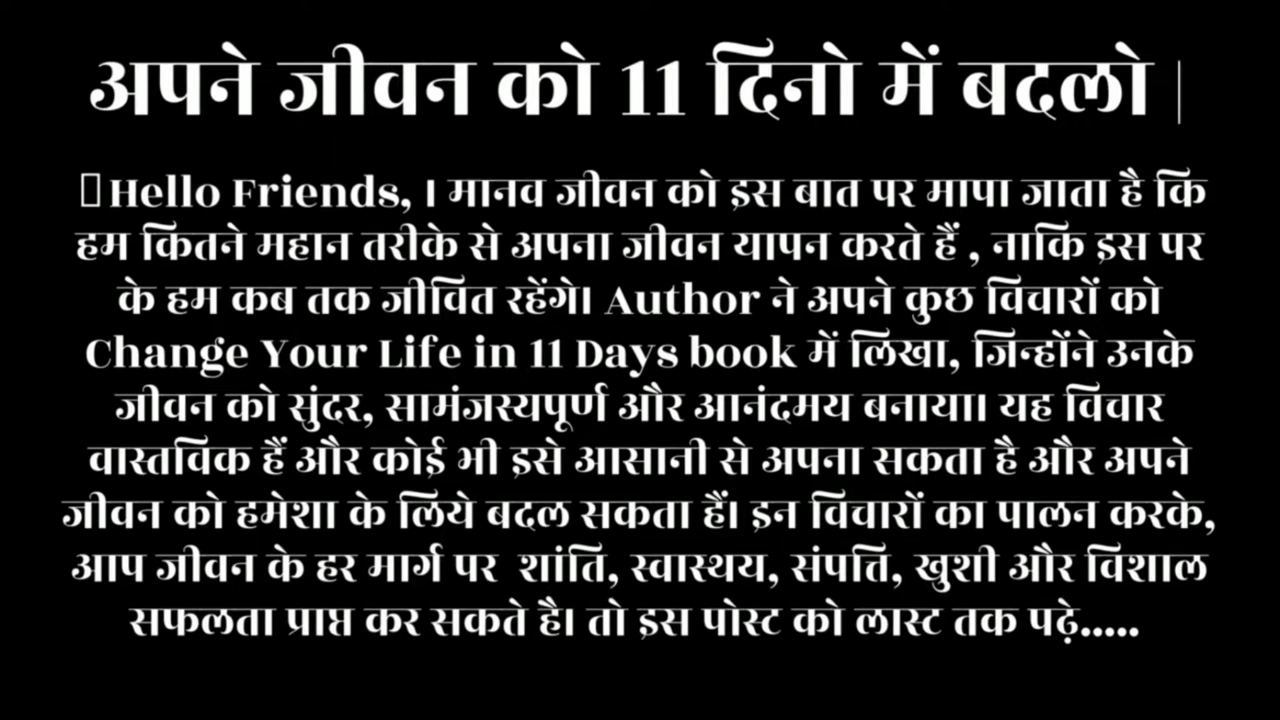 अपने जीवन को 11 दिनो में बदलो |
Hello Friends, । मानव जीवन को इस बात पर मापा जाता है कि
हम कितने महान तरीके से अपना जीवन यापन करते हैं , नाकि इस पर
के हम कब तक जीवित रहेंगे। Author ने अपने कुछ विचारों को
Change Your Life in 11 Days book में लिखा, जिन्होंने उनके
जीवन को सुंदर, सामंजस्यपूर्ण और आनंदमय बनाया। यह विचार
वास्तविक हैं और कोई भी इसे आसानी से अपना सकता है और अपने
जीवन को हमेशा के लिये बदल सकता हैं। इन विचारों का पालन करके,
आप जीवन के हर मार्ग पर शांति, स्वास्थय, संपत्ति, खुशी और विशाल
सफलता प्राप्त कर सकते है। तो इस पोस्ट को लास्ट तक पढ़े.....